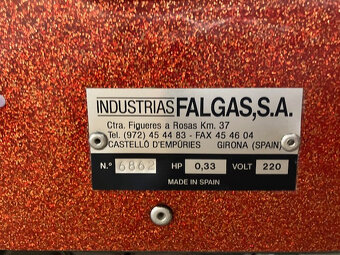 INDUSTRIAS FALGAS, S.A.
Ctra. Figueres a Rosas Km. 37
Tel. (972) 45 44 83 - FAX 45 46 04
CASTELLÓ D'EMPÚRIES GIRONA (SPAIN)
N.º 6862 HP 0,33 VOLT 220
MADE IN SPAIN